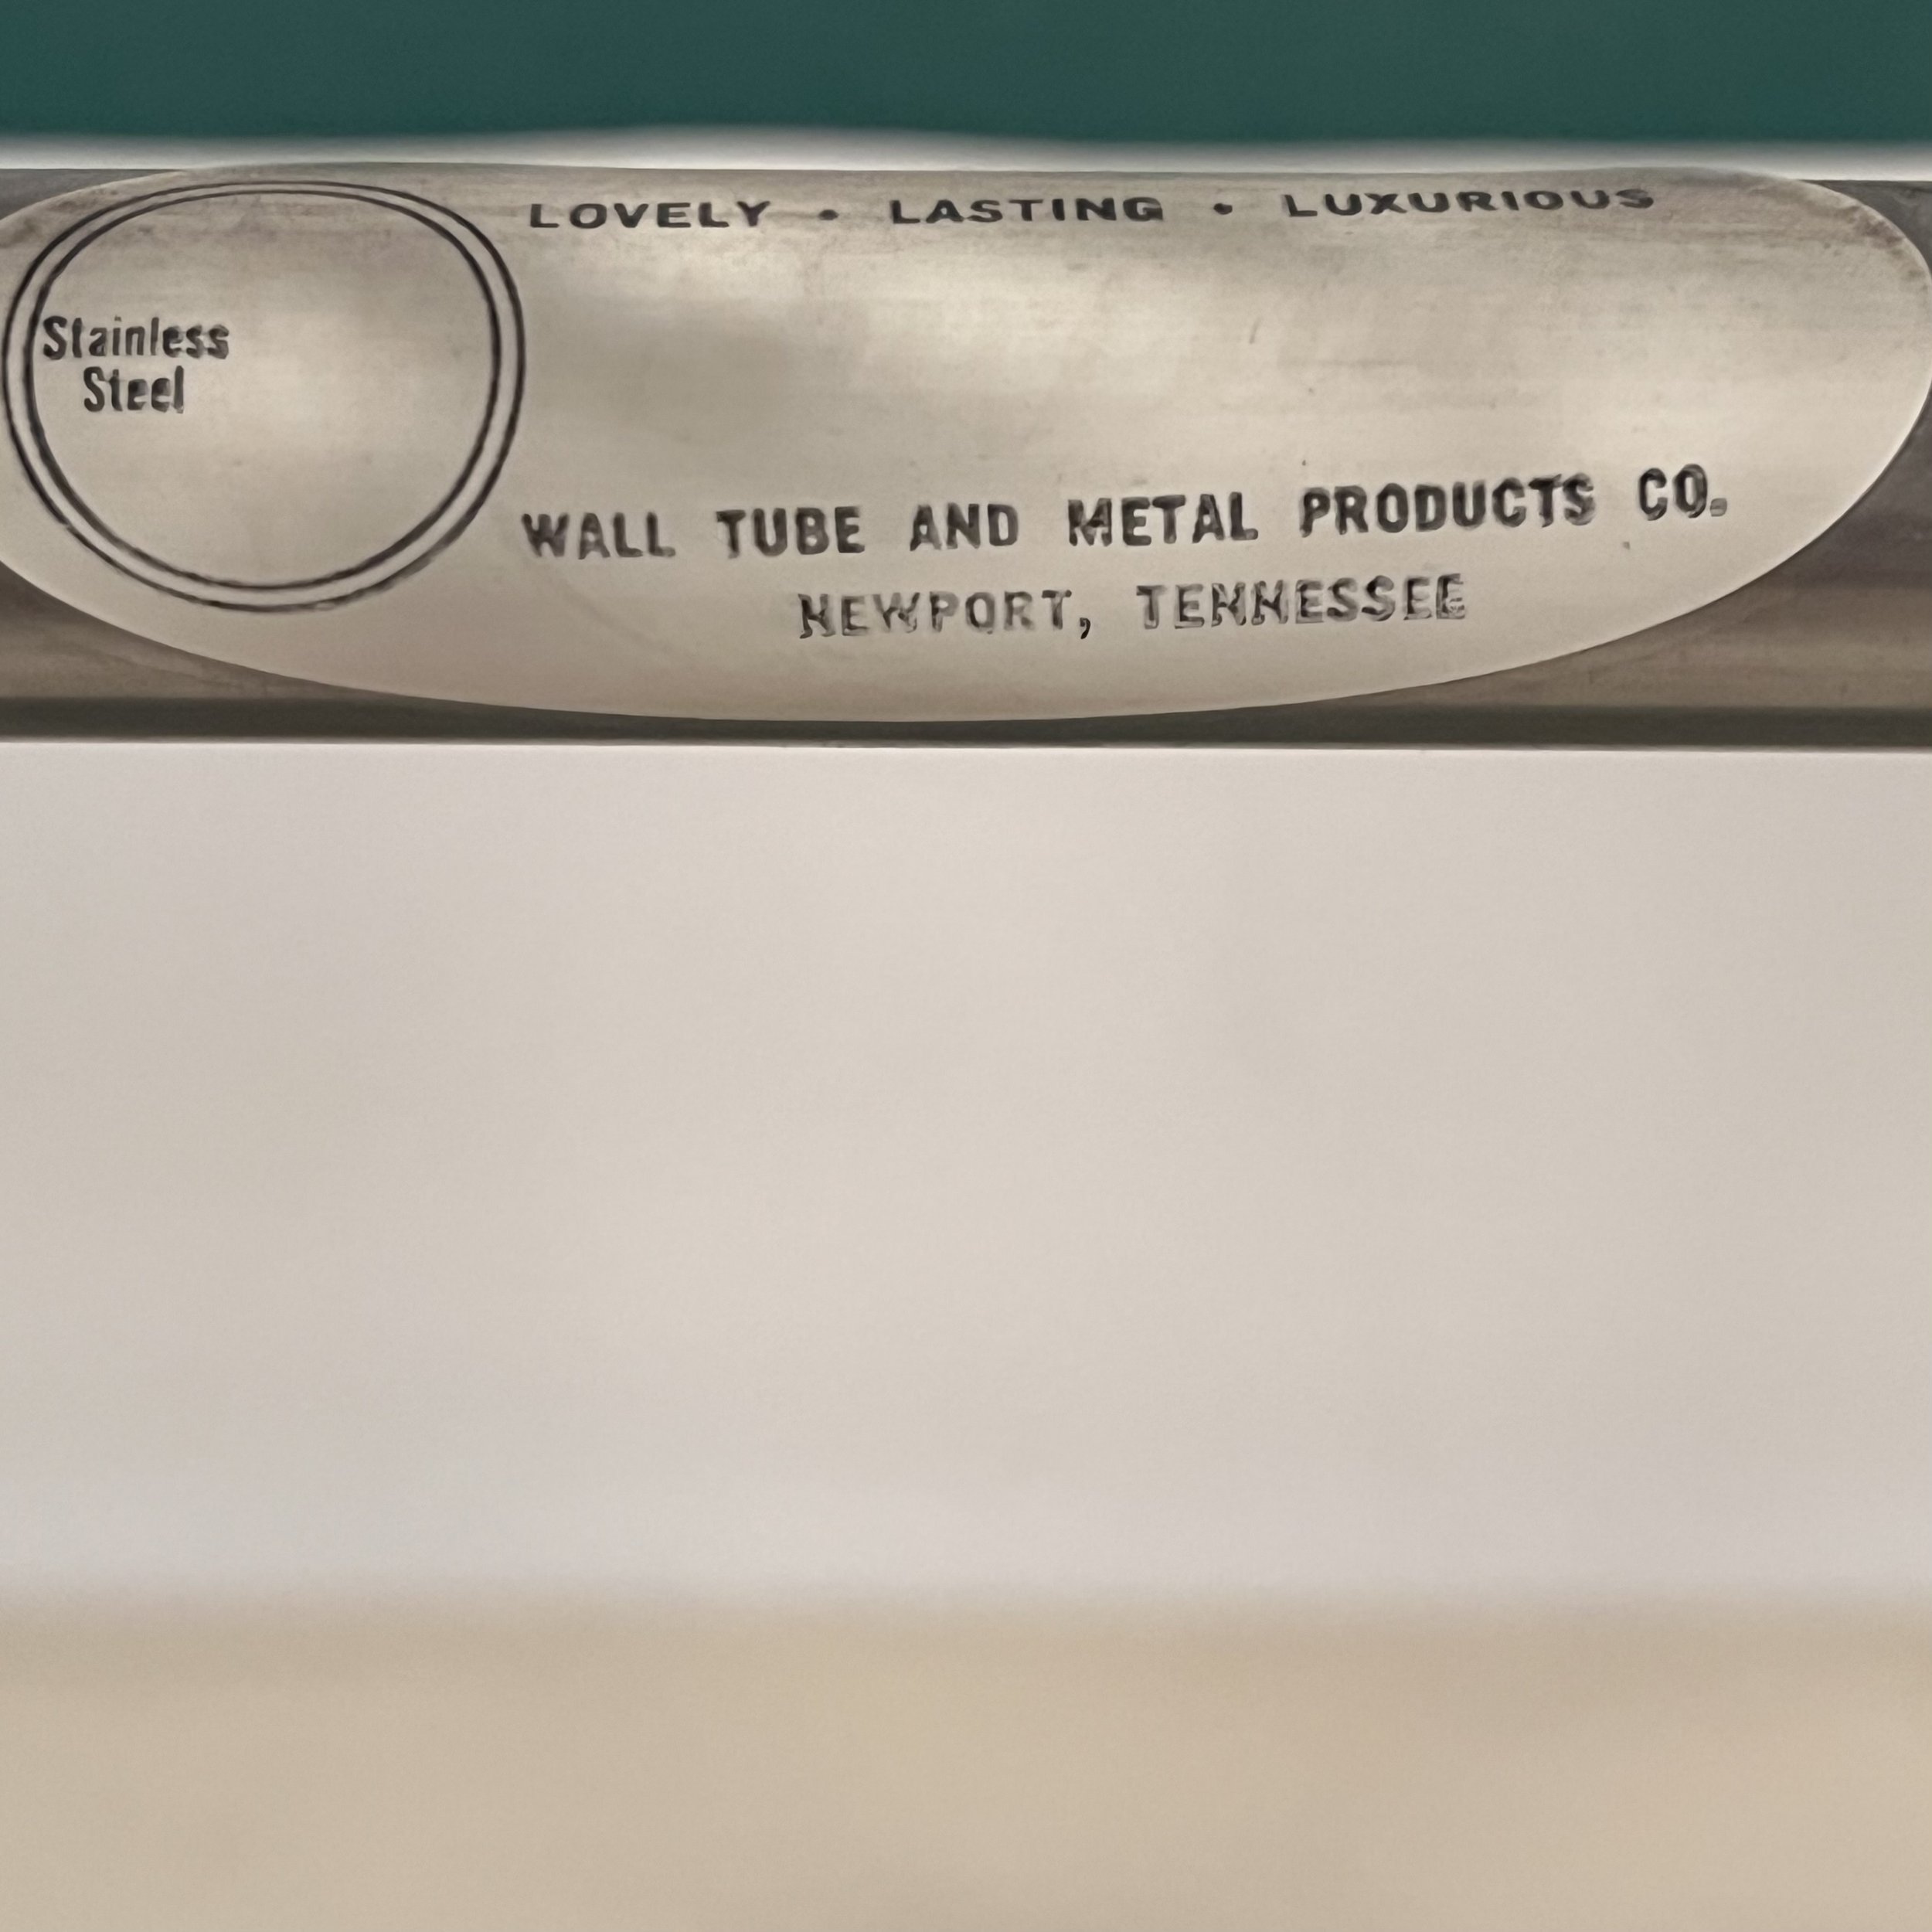 LOVELY • LASTING • LUXURIOUS
Stainless
Steel
WALL TUBE AND METAL PRODUCTS CO.
NEWPORT, TENNESSEE